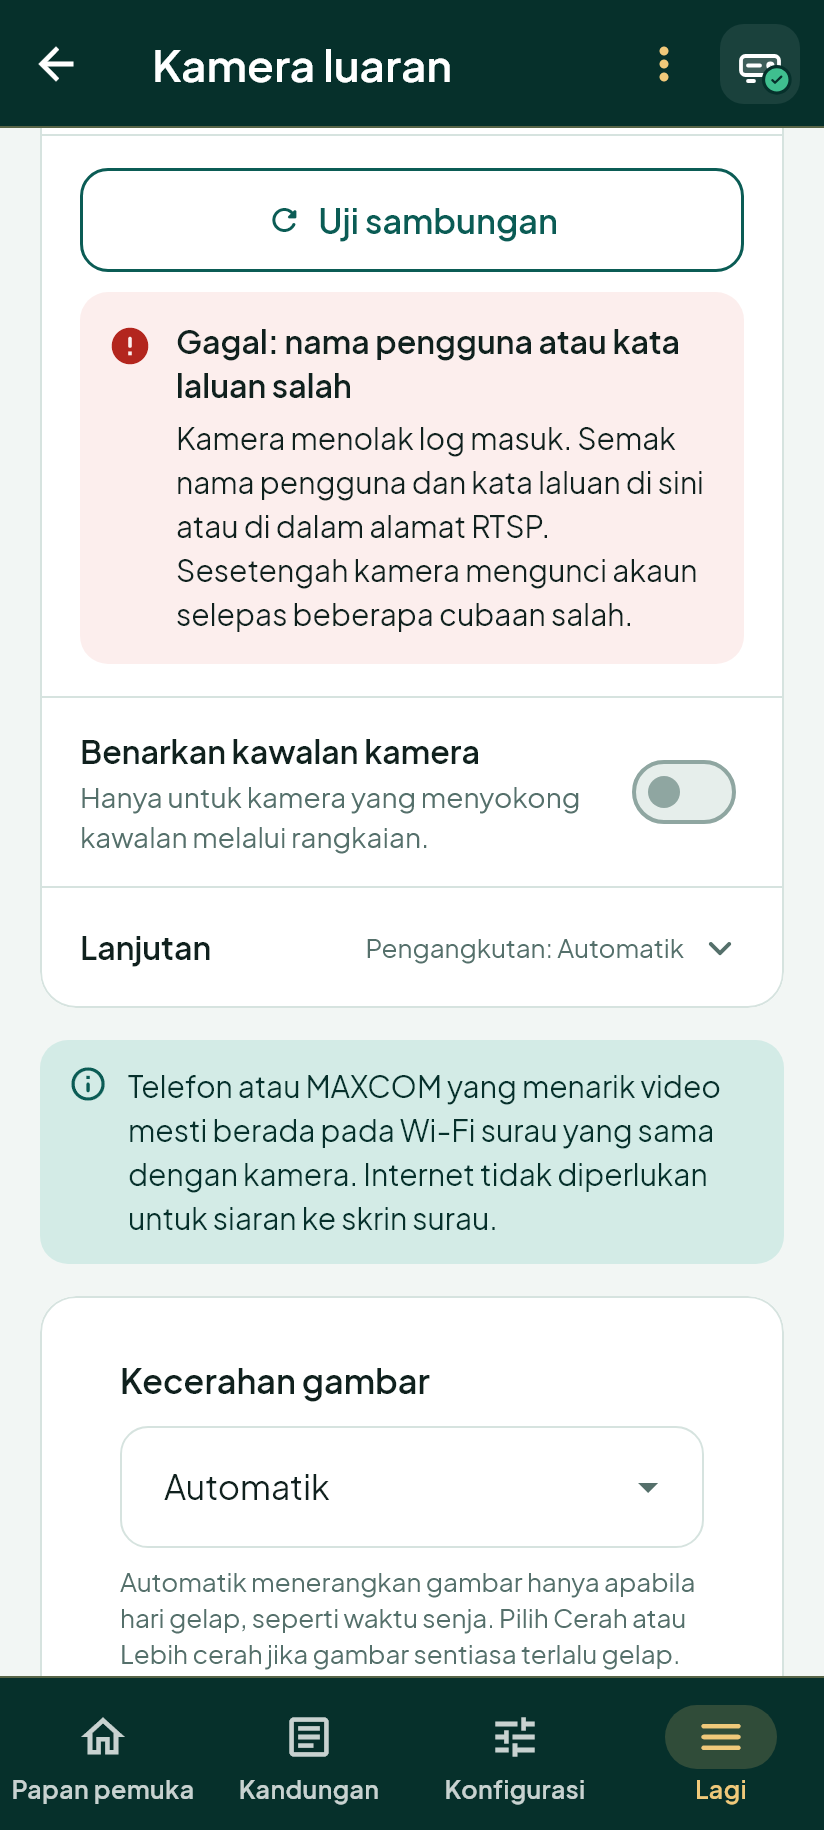 Kamera luaran
Uji sambungan
Gagal: nama pengguna atau kata
laluan salah
Kamera menolak log masuk. Semak
nama pengguna dan kata laluan di sini
atau di dalam alamat RTSP.
Sesetengah kamera mengunci akaun
selepas beberapa cubaan salah.
Benarkan kawalan kamera
Hanya untuk kamera yang menyokong
kawalan melalui rangkaian.
Lanjutan
Pengangkutan: Automatik
Telefon atau MAXCOM yang menarik video
mesti berada pada Wi-Fi surau yang sama
dengan kamera. Internet tidak diperlukan
untuk siaran ke skrin surau.
Kecerahan gambar
Automatik
Automatik menerangkan gambar hanya apabila
hari gelap, seperti waktu senja. Pilih Cerah atau
Lebih cerah jika gambar sentiasa terlalu gelap.
Papan pemuka
Kandungan
Konfigurasi
Lagi